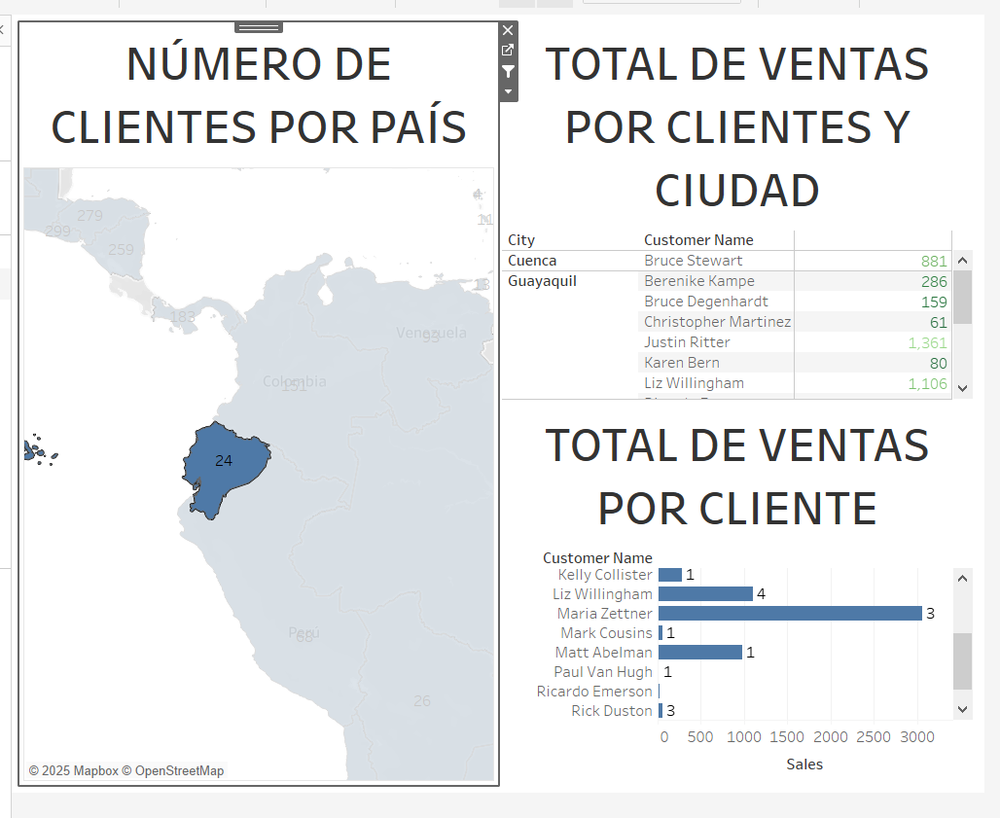 NÚMERO DE
CLIENTES POR PAÍS
279
299
259
183
4
11
13
Venezuela
93
Colombia
151
24
Perú
68
26
© 2025 Mapbox © OpenStreetMap
TOTAL DE VENTAS
POR CLIENTES Y
CIUDAD
City Customer Name
Cuenca Bruce Stewart 881
Guayaquil Berenike Kampe 286
Bruce Degenhardt 159
Christopher Martinez 61
Justin Ritter 1,361
Karen Bern 80
Liz Willingham 1,106
TOTAL DE VENTAS
POR CLIENTE
Customer Name
Kelly Collister 1
Liz Willingham 4
Maria Zettner 3
Mark Cousins 1
Matt Abelman 1
Paul Van Hugh 1
Ricardo Emerson
Rick Duston 3
0 500 1000 1500 2000 2500 3000
Sales